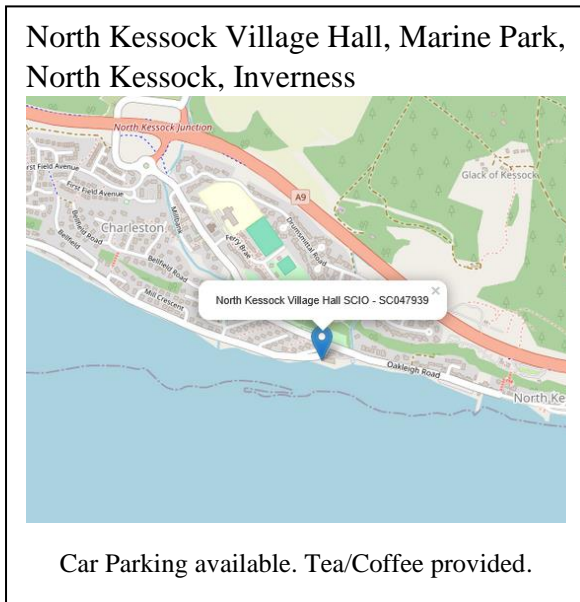 North Kessock Village Hall, Marine Park,
North Kessock, Inverness
North Kessock Junction
First Field Avenue
First Field Avenue
A9
Glack of Kessock
Millbank
Drumsmittal Road
Charleston
Ferry Brae
Bellfield Road
Bellfield
Bellfield Road
Mill Crescent
North Kessock Village Hall SCIO - SC047939
×
Oakleigh Road
North Ke
Car Parking available. Tea/Coffee provided.